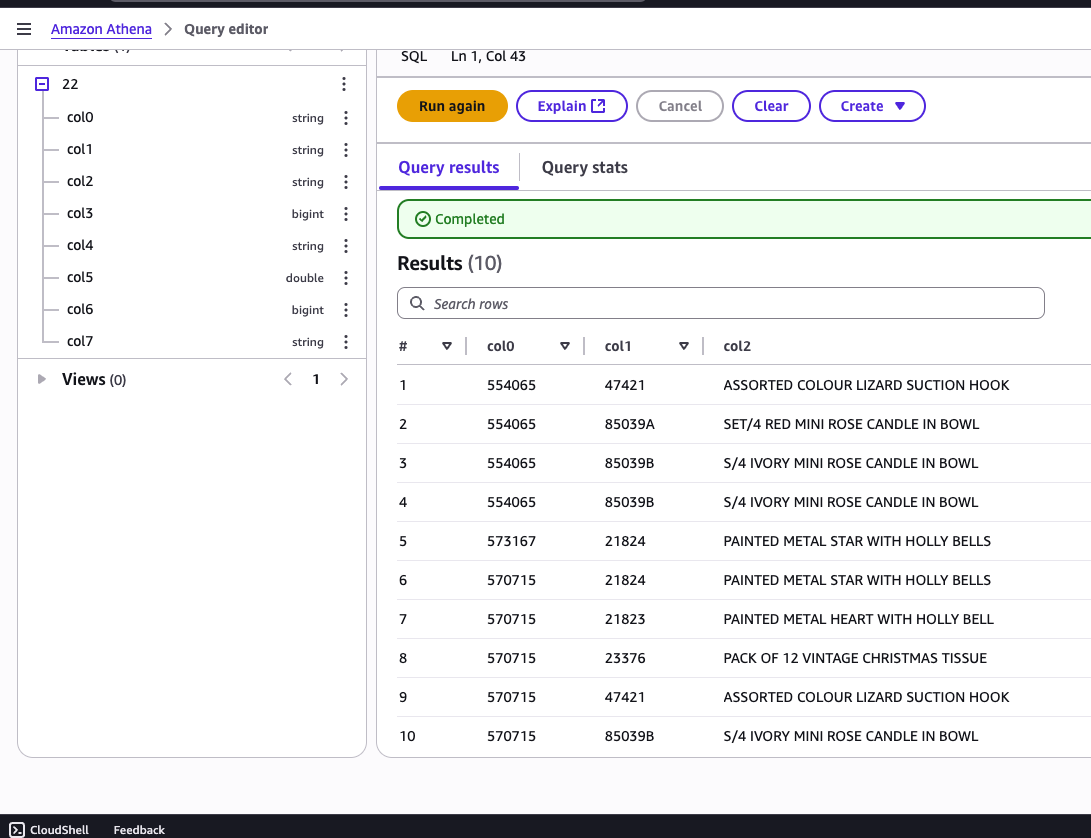 Amazon Athena > Query editor
22
col0 string
col1 string
col2 string
col3 bigint
col4 string
col5 double
col6 bigint
col7 string
Views (0) 1
SQL Ln 1, Col 43
Run again Explain Cancel Clear Create
Query results Query stats
Completed
Results (10)
Search rows
# col0 col1 col2
1 554065 47421 ASSORTED COLOUR LIZARD SUCTION HOOK
2 554065 85039A SET/4 RED MINI ROSE CANDLE IN BOWL
3 554065 85039B S/4 IVORY MINI ROSE CANDLE IN BOWL
4 554065 85039B S/4 IVORY MINI ROSE CANDLE IN BOWL
5 573167 21824 PAINTED METAL STAR WITH HOLLY BELLS
6 570715 21824 PAINTED METAL STAR WITH HOLLY BELLS
7 570715 21823 PAINTED METAL HEART WITH HOLLY BELL
8 570715 23376 PACK OF 12 VINTAGE CHRISTMAS TISSUE
9 570715 47421 ASSORTED COLOUR LIZARD SUCTION HOOK
10 570715 85039B S/4 IVORY MINI ROSE CANDLE IN BOWL
CloudShell Feedback